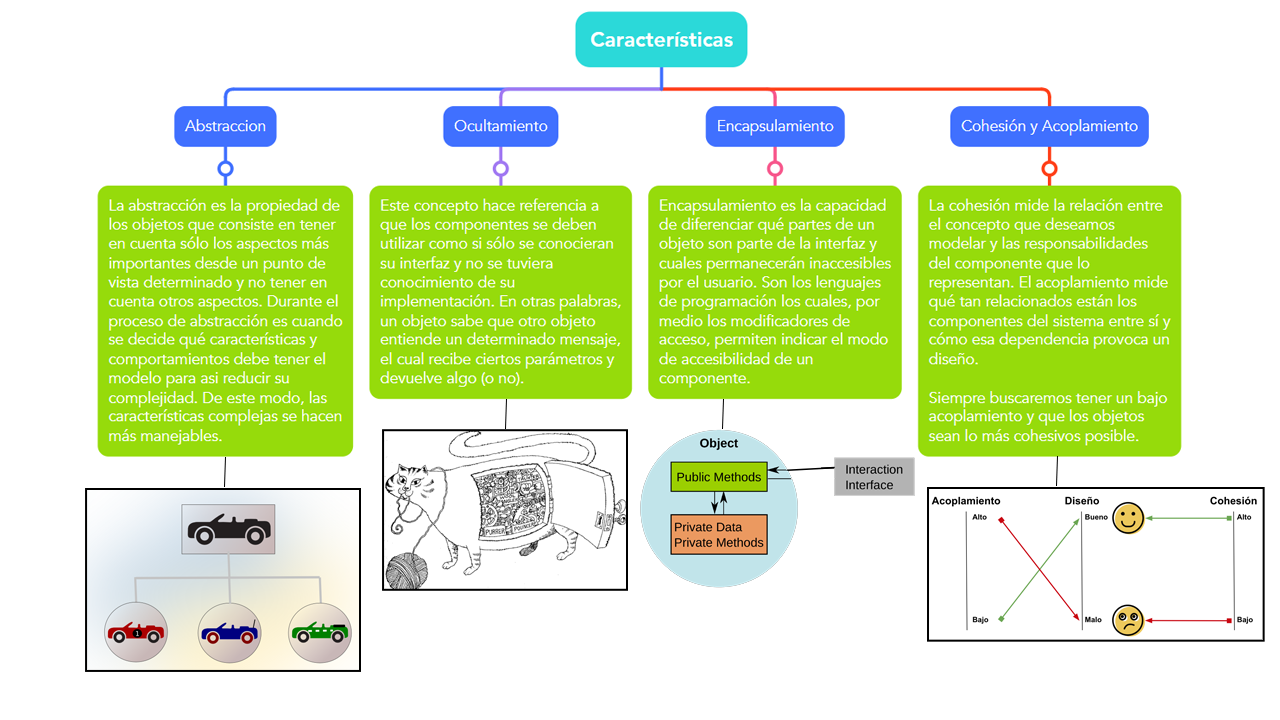 Características
Abstraccion
Ocultamiento
Encapsulamiento
Cohesión y Acoplamiento
La abstracción es la propiedad de
los objetos que consiste en tener
en cuenta sólo los aspectos más
importantes desde un punto de
vista determinado y no tener en
cuenta otros aspectos. Durante el
proceso de abstracción es cuando
se decide qué características y
comportamientos debe tener el
modelo para asi reducir su
complejidad. De este modo, las
características complejas se hacen
más manejables.
Este concepto hace referencia a
que los componentes se deben
utilizar como si sólo se conocieran
su interfaz y no se tuviera
conocimiento de su
implementación. En otras palabras,
un objeto sabe que otro objeto
entiende un determinado mensaje,
el cual recibe ciertos parámetros y
devuelve algo (o no).
Encapsulamiento es la capacidad
de diferenciar qué partes de un
objeto son parte de la interfaz y
cuales permanecerán inaccesibles
por el usuario. Son los lenguajes
de programación los cuales, por
medio los modificadores de
acceso, permiten indicar el modo
de accesibilidad de un
componente.
La cohesión mide la relación entre
el concepto que deseamos
modelar y las responsabilidades
del componente que lo
representan. El acoplamiento mide
qué tan relacionados están los
componentes del sistema entre sí y
cómo esa dependencia provoca un
diseño.
Siempre buscaremos tener un bajo
acoplamiento y que los objetos
sean lo más cohesivos posible.
1
PURRER
Object
Public Methods
Private Data
Private Methods
Interaction
Interface
Acoplamiento
Diseño
Cohesión
Alto
Bueno
Alto
Bajo
Malo
Bajo